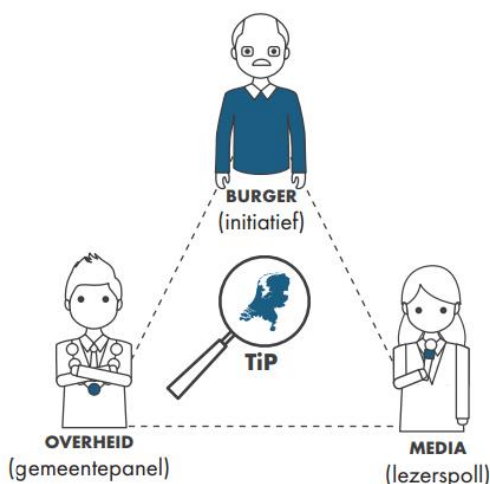 BURGER
(initiatief)
TiP
OVERHEID
(gemeentepanel)
MEDIA
(lezerspoll)